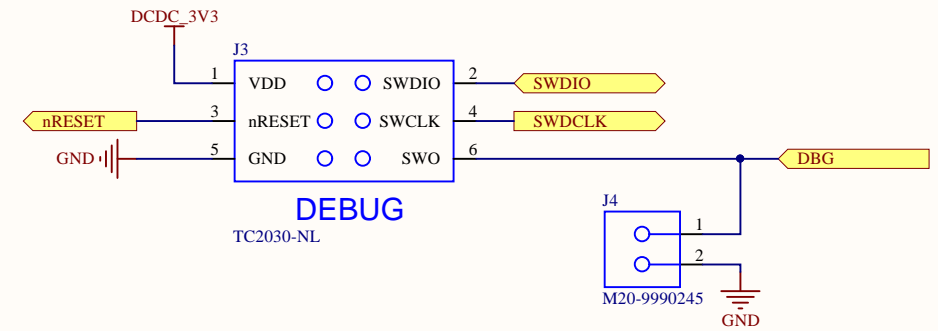 DCDC_3V3
J3
1 VDD SWDIO 2 SWDIO
nRESET 3 nRESET SWCLK 4 SWDCLK
GND 5 GND SWO 6 DBG
DEBUG
TC2030-NL
J4
1
2
M20-9990245
GND